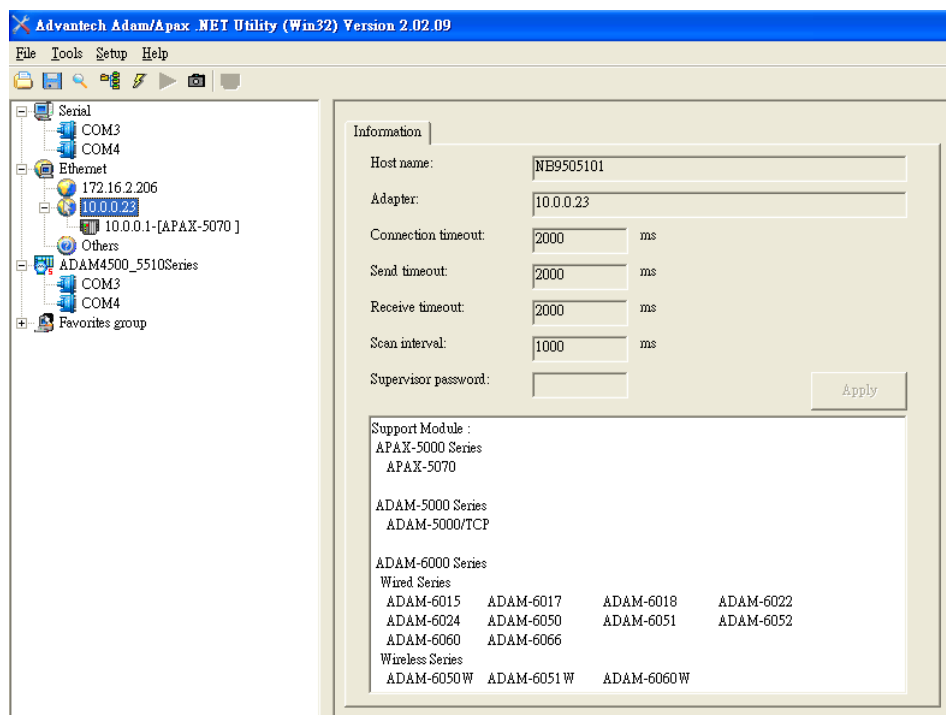 Advantech Adam/Apax .NET Utility (Win32) Version 2.02.09
File Tools Setup Help
Serial
COM3
COM4
Ethernet
172.16.2.206
10.0.0.23
10.0.0.1-[APAX-5070 ]
Others
ADAM4500_5510Series
COM3
COM4
Favorites group
Information
Host name: NB9505101
Adapter: 10.0.0.23
Connection timeout: 2000 ms
Send timeout: 2000 ms
Receive timeout: 2000 ms
Scan interval: 1000 ms
Supervisor password:
Apply
Support Module :
APAX-5000 Series
APAX-5070
ADAM-5000 Series
ADAM-5000/TCP
ADAM-6000 Series
Wired Series
ADAM-6015 ADAM-6017 ADAM-6018 ADAM-6022
ADAM-6024 ADAM-6050 ADAM-6051 ADAM-6052
ADAM-6060 ADAM-6066
Wireless Series
ADAM-6050W ADAM-6051W ADAM-6060W